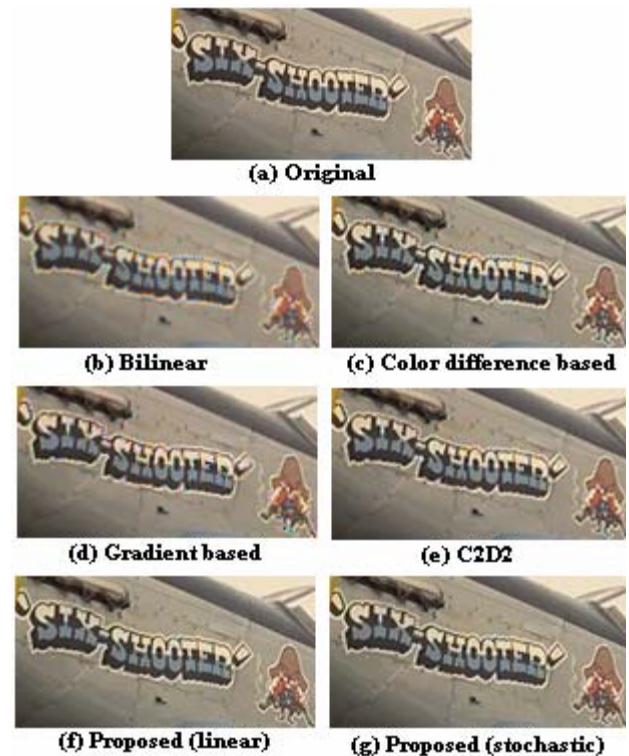 SIX-SHOOTER
(a) Original
SIX-SHOOTER
SIX-SHOOTER
(b) Bilinear
(c) Color difference based
SIX-SHOOTER
SIX-SHOOTER
(d) Gradient based
(e) C2D2
SIX-SHOOTER
SIX-SHOOTER
(f) Proposed (linear)
(g) Proposed (stochastic)